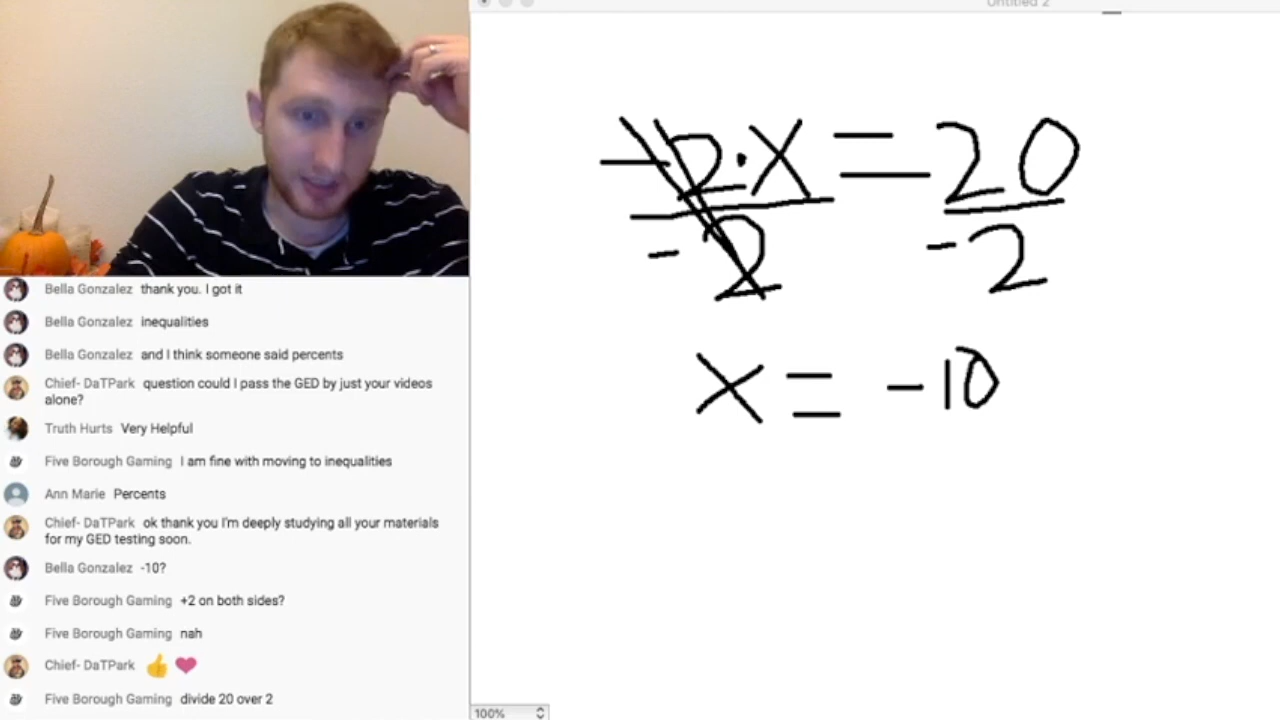 Untitled 2
-2·x=20
-2 -2
x=-10
Bella Gonzalez thank you. I got it
Bella Gonzalez inequalities
Bella Gonzalez and I think someone said percents
Chief- DaTPark question could I pass the GED by just your videos
alone?
Truth Hurts Very Helpful
Five Borough Gaming I am fine with moving to inequalities
Ann Marie Percents
Chief- DaTPark ok thank you I'm deeply studying all your materials
for my GED testing soon.
Bella Gonzalez -10?
Five Borough Gaming +2 on both sides?
Five Borough Gaming nah
Chief- DaTPark 👍 ❤️
Five Borough Gaming divide 20 over 2
100%